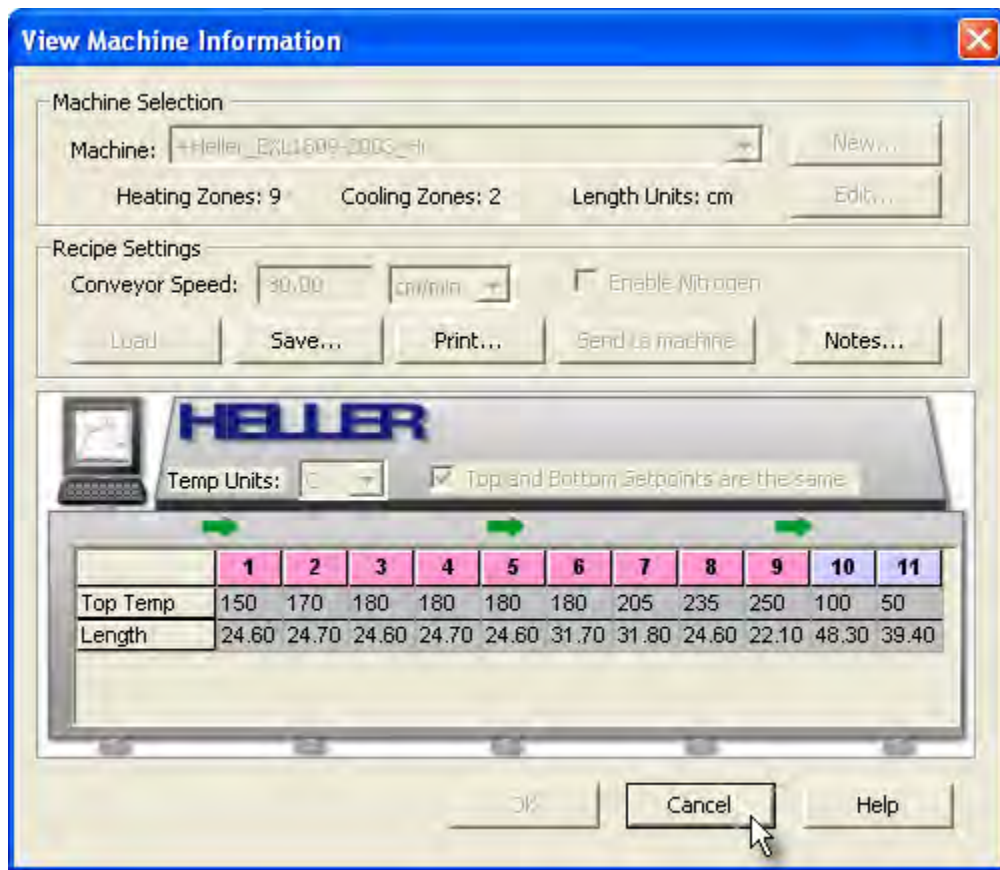 View Machine Information
Machine Selection
Machine: New...
Heating Zones: 9 Cooling Zones: 2 Length Units: cm Edit...
Recipe Settings
Conveyor Speed: cm/min Enable Nitrogen
Load Save... Print... Send to machine Notes...
HELLER
Temp Units: C Top and Bottom Setpoints are the same
1 2 3 4 5 6 7 8 9 10 11
Top Temp 150 170 180 180 180 180 205 235 250 100 50
Length 24.60 24.70 24.60 24.70 24.60 31.70 31.80 24.60 22.10 48.30 39.40
OK Cancel Help